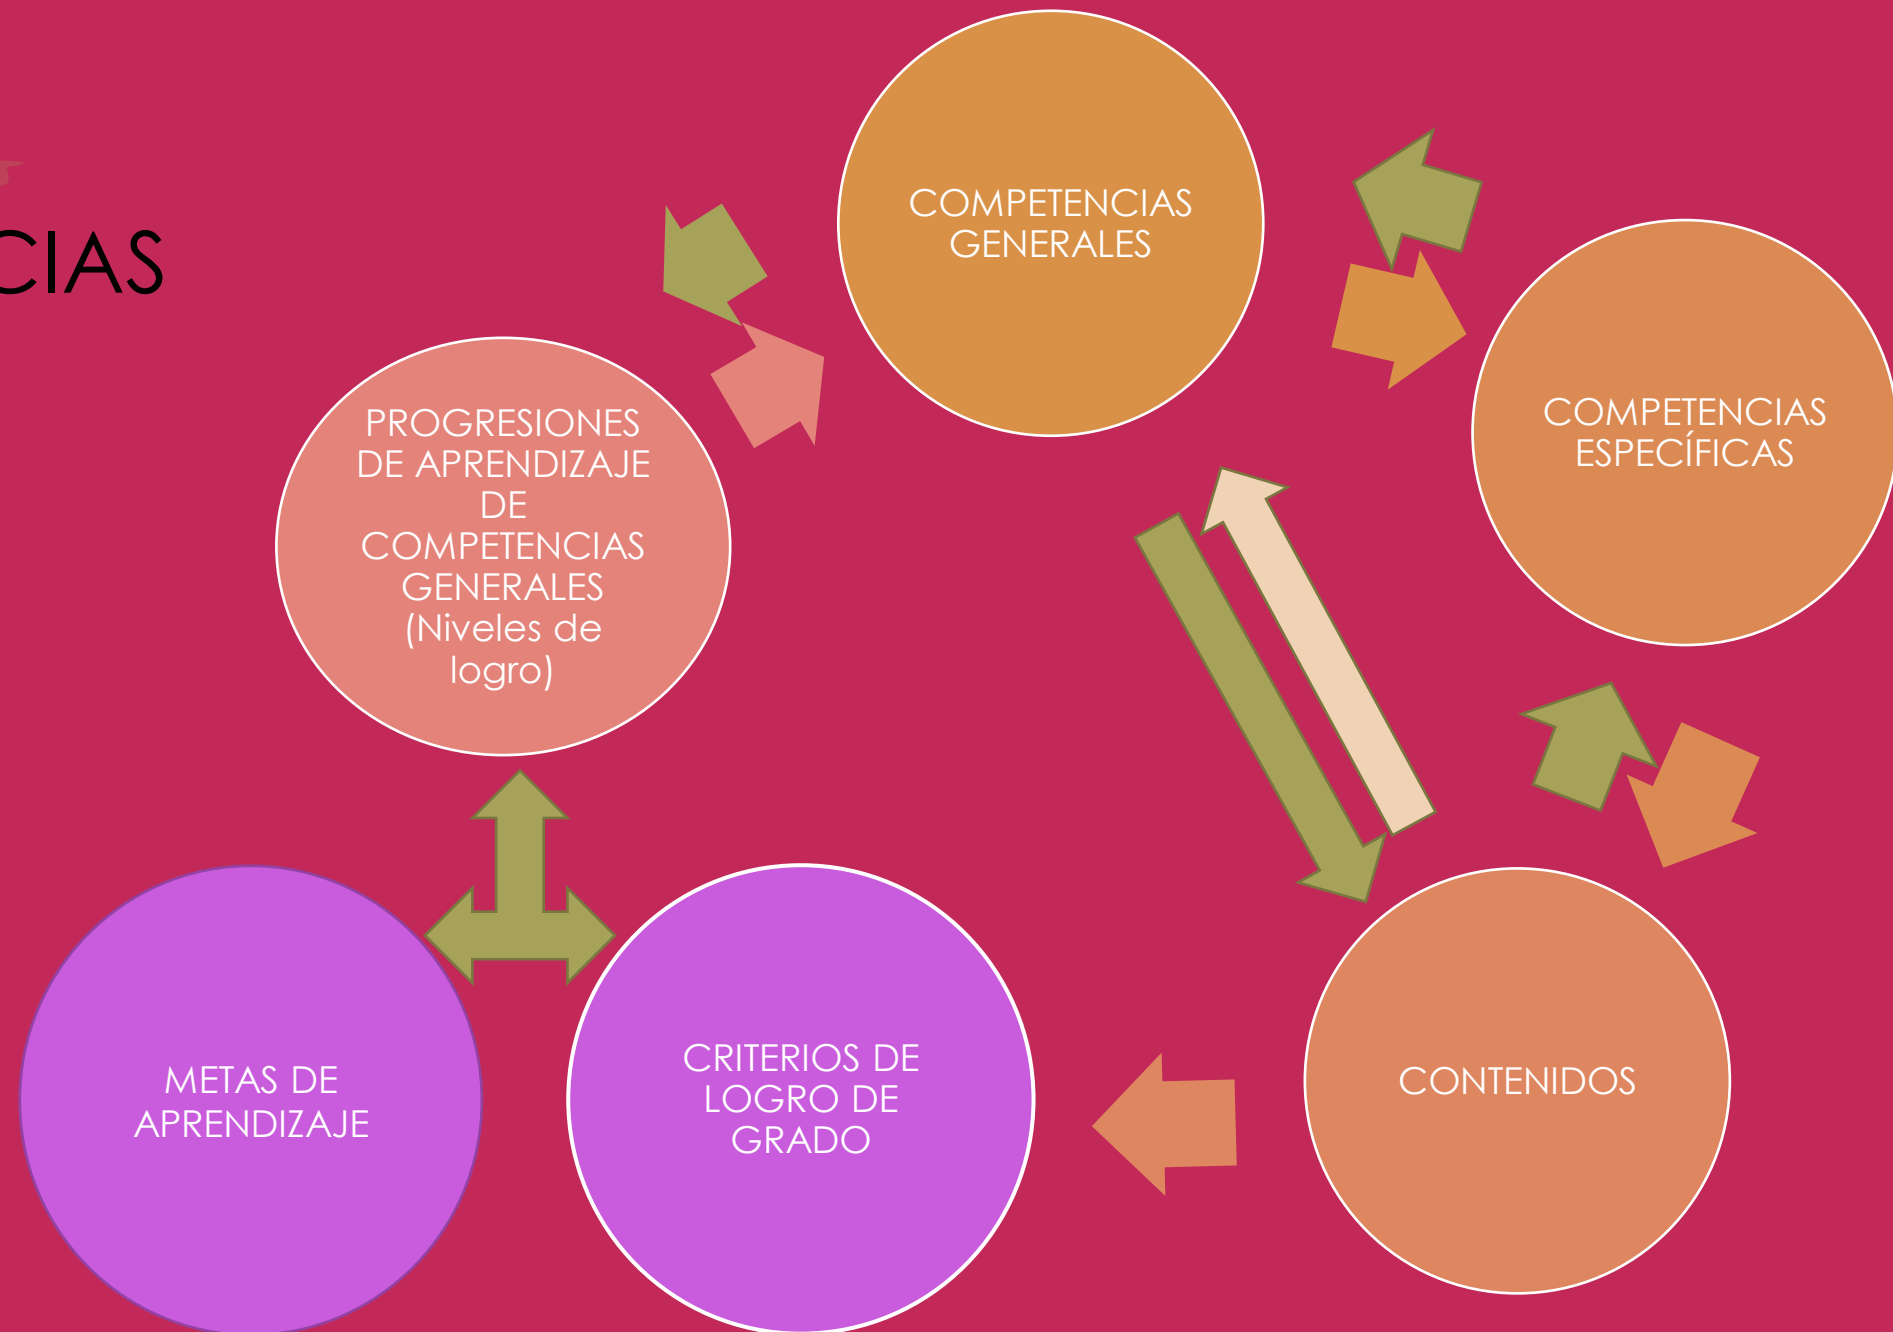 CIAS
COMPETENCIAS
GENERALES
COMPETENCIAS
ESPECÍFICAS
PROGRESIONES
DE APRENDIZAJE
DE
COMPETENCIAS
GENERALES
(Niveles de
logro)
METAS DE
APRENDIZAJE
CRITERIOS DE
LOGRO DE
GRADO
CONTENIDOS